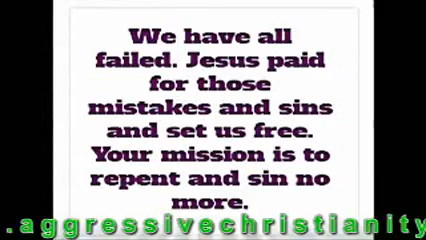 We have all
failed. Jesus paid
for those
mistakes and sins
and set us free.
Your mission is to
repent and sin no
more.
.aggressivechristianity